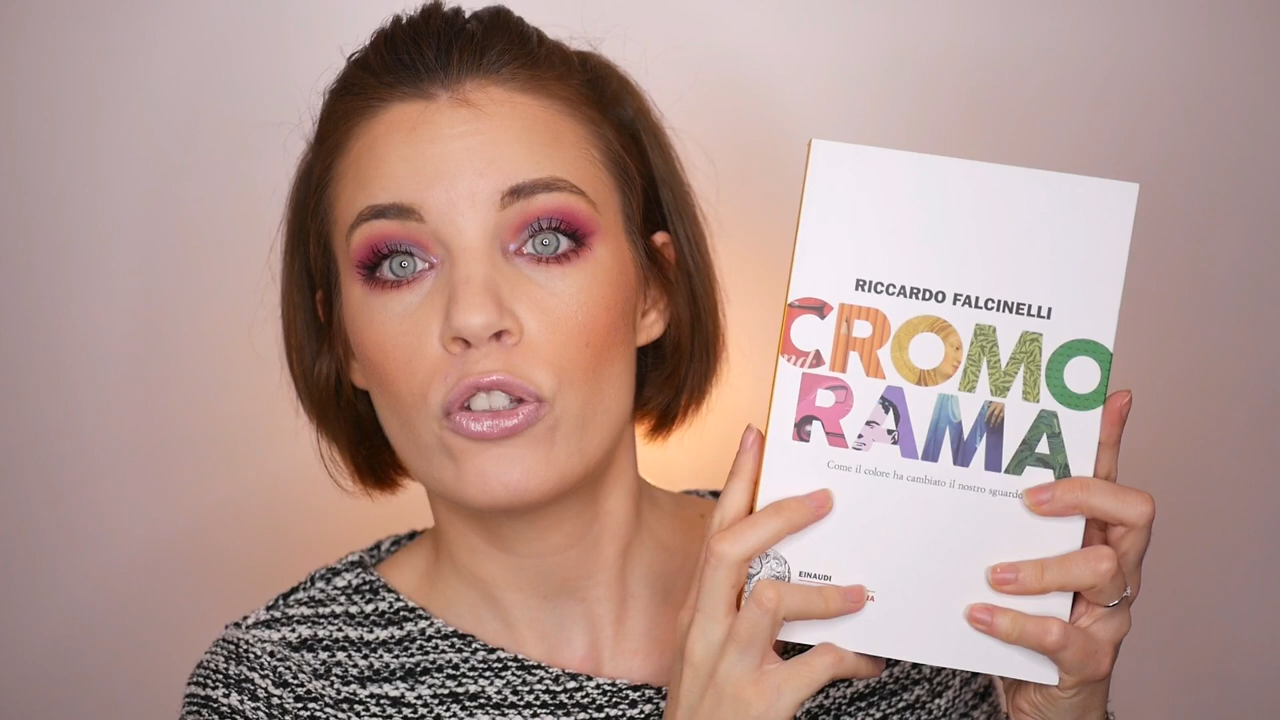 RICCARDO FALCINELLI
CROMO
RAMA
Come il colore ha cambiato il nostro sguardo
EINAUDI